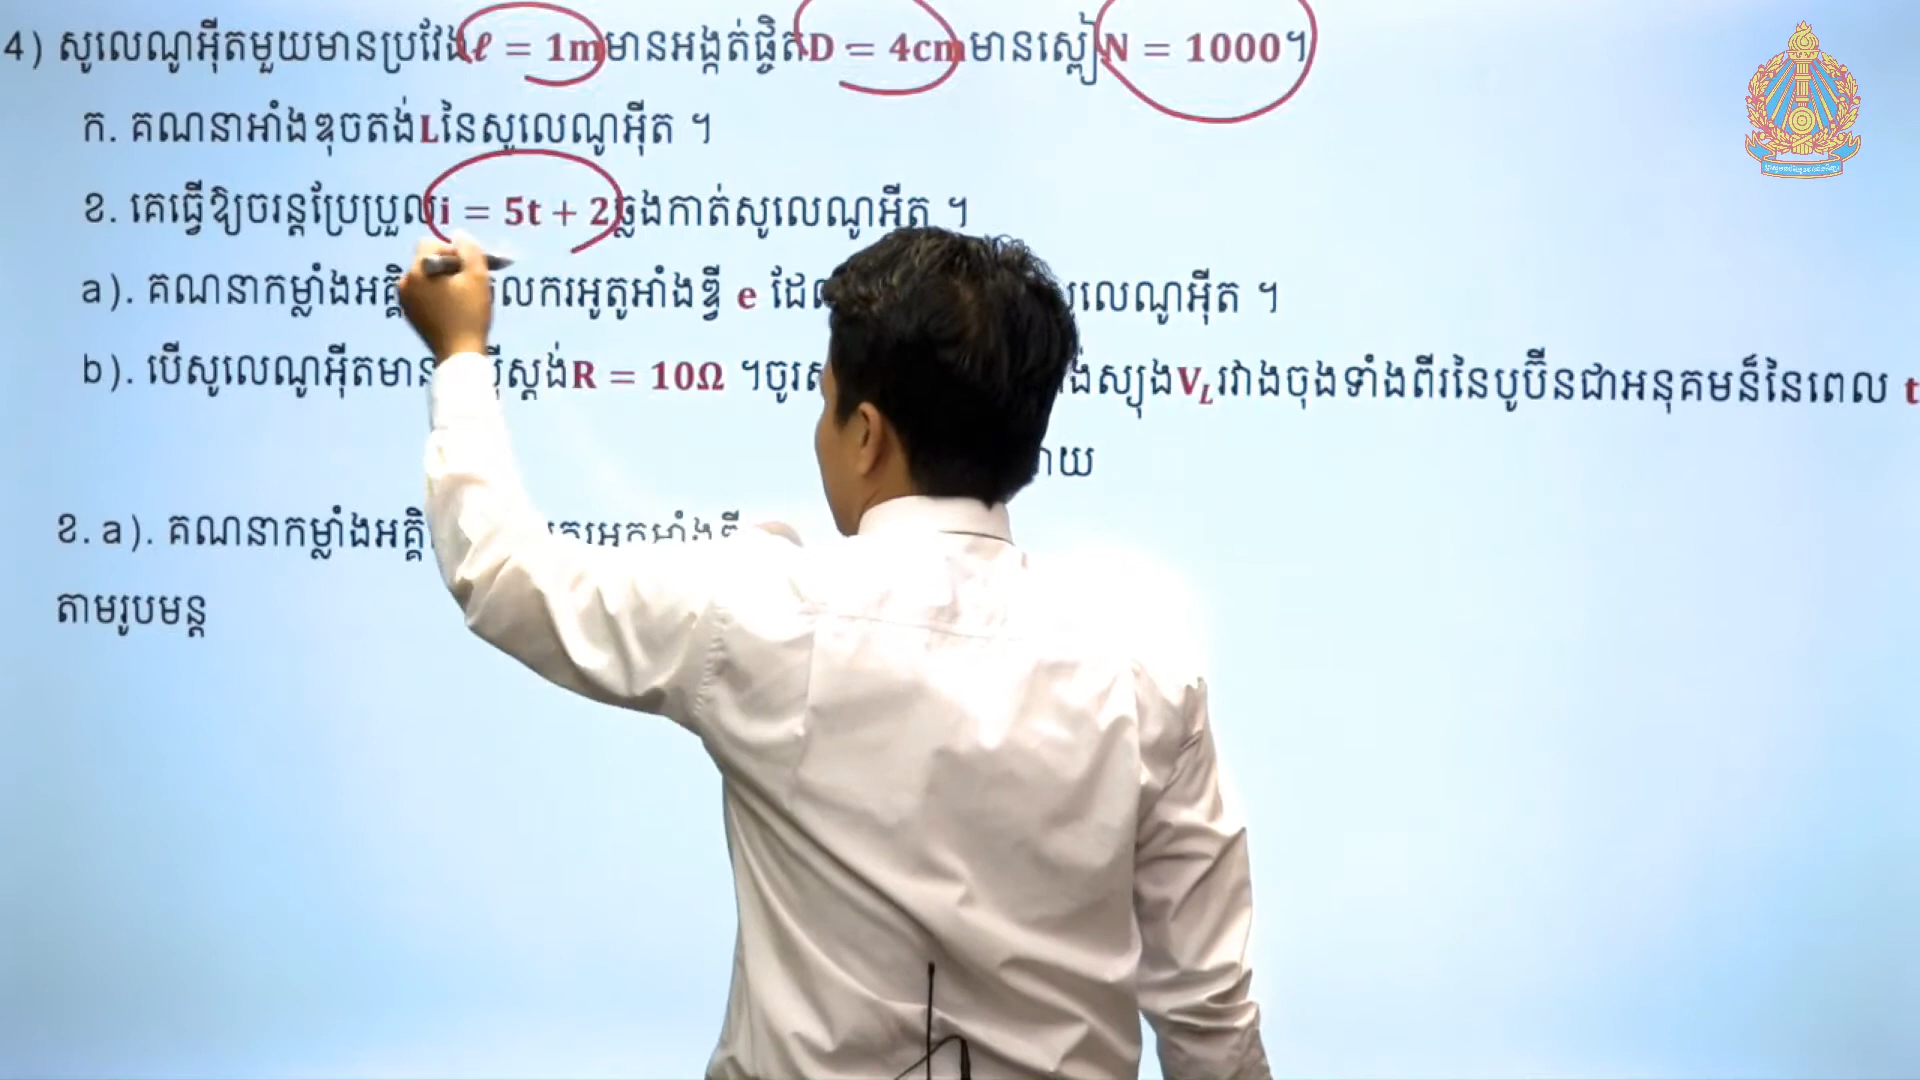 4) សូលេណូអ៊ីតមួយមានប្រវែង ℓ = 1m មានអង្កត់ផ្ចិត D = 4cm មានស្ពៀ N = 1000។
ក. គណនាអាំងឌុចតង់ L នៃសូលេណូអ៊ីត ។
ខ. គេធ្វើឱ្យចរន្តប្រែប្រួល i = 5t + 2 ឆ្លងកាត់សូលេណូអ៊ីត ។
a). គណនាកម្លាំងអគ្គិ លករអូតូអាំងឌ្វី e ដែ សូលេណូអ៊ីត ។
b). បើសូលេណូអ៊ីតមាន ស៊ីស្តង់ R = 10Ω ។ចូរ ងស្យុង V_L រវាងចុងទាំងពីរនៃបូប៊ីនជាអនុគមន៍នៃពេល t
ខ. a). គណនាកម្លាំងអគ្គិ
តាមរូបមន្ត